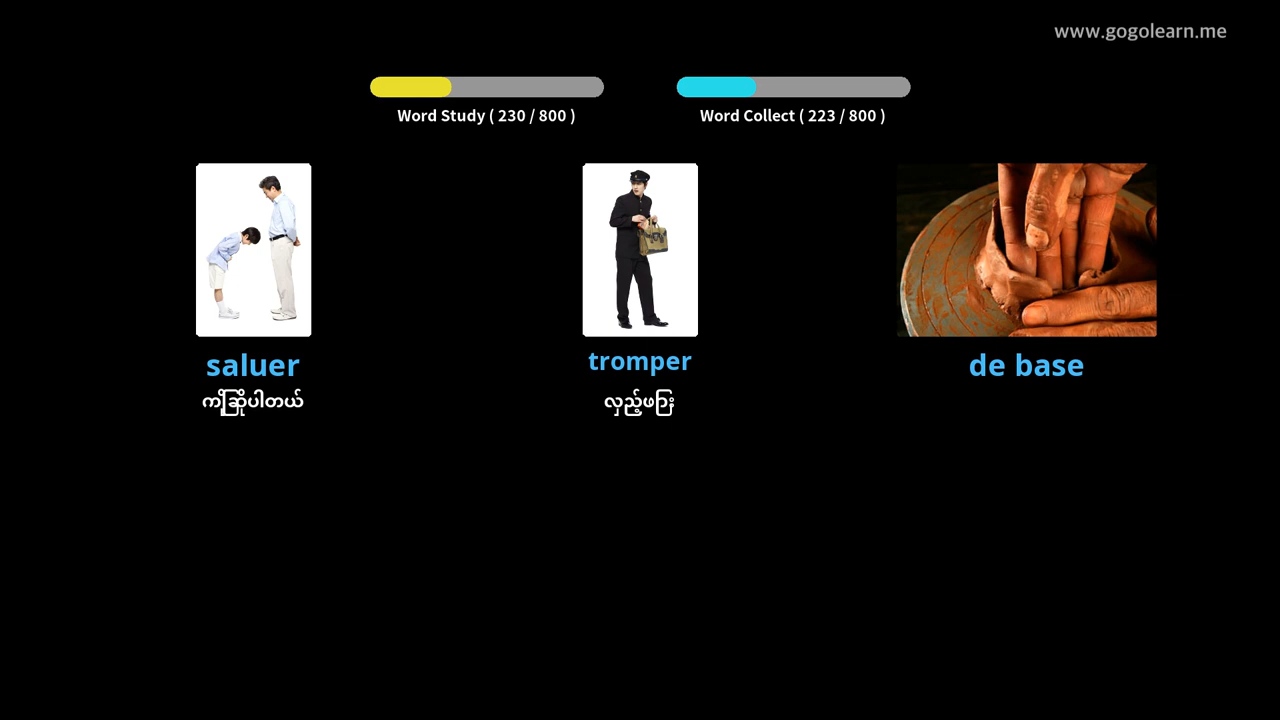 www.gogolearn.me
Word Study ( 230 / 800 )
Word Collect ( 223 / 800 )
saluer
tromper
de base
ကြိုဆိုပါတယ်
လှည့်ဖြား